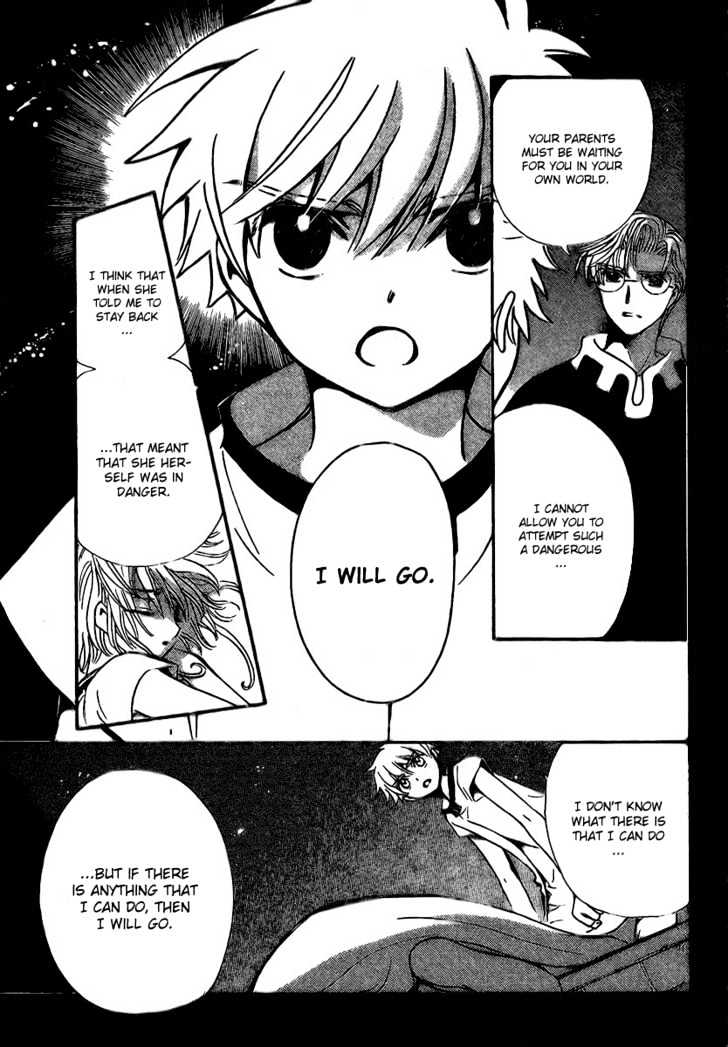 YOUR PARENTS
MUST BE WAITING
FOR YOU IN YOUR
OWN WORLD.
I CANNOT
ALLOW YOU TO
ATTEMPT SUCH
A DANGEROUS
...
I WILL GO.
I THINK THAT
WHEN SHE
TOLD ME TO
STAY BACK
...
...THAT MEANT
THAT SHE HER-
SELF WAS IN
DANGER.
I DON'T KNOW
WHAT THERE IS
THAT I CAN DO
...
...BUT IF THERE
IS ANYTHING THAT
I CAN DO, THEN
I WILL GO.